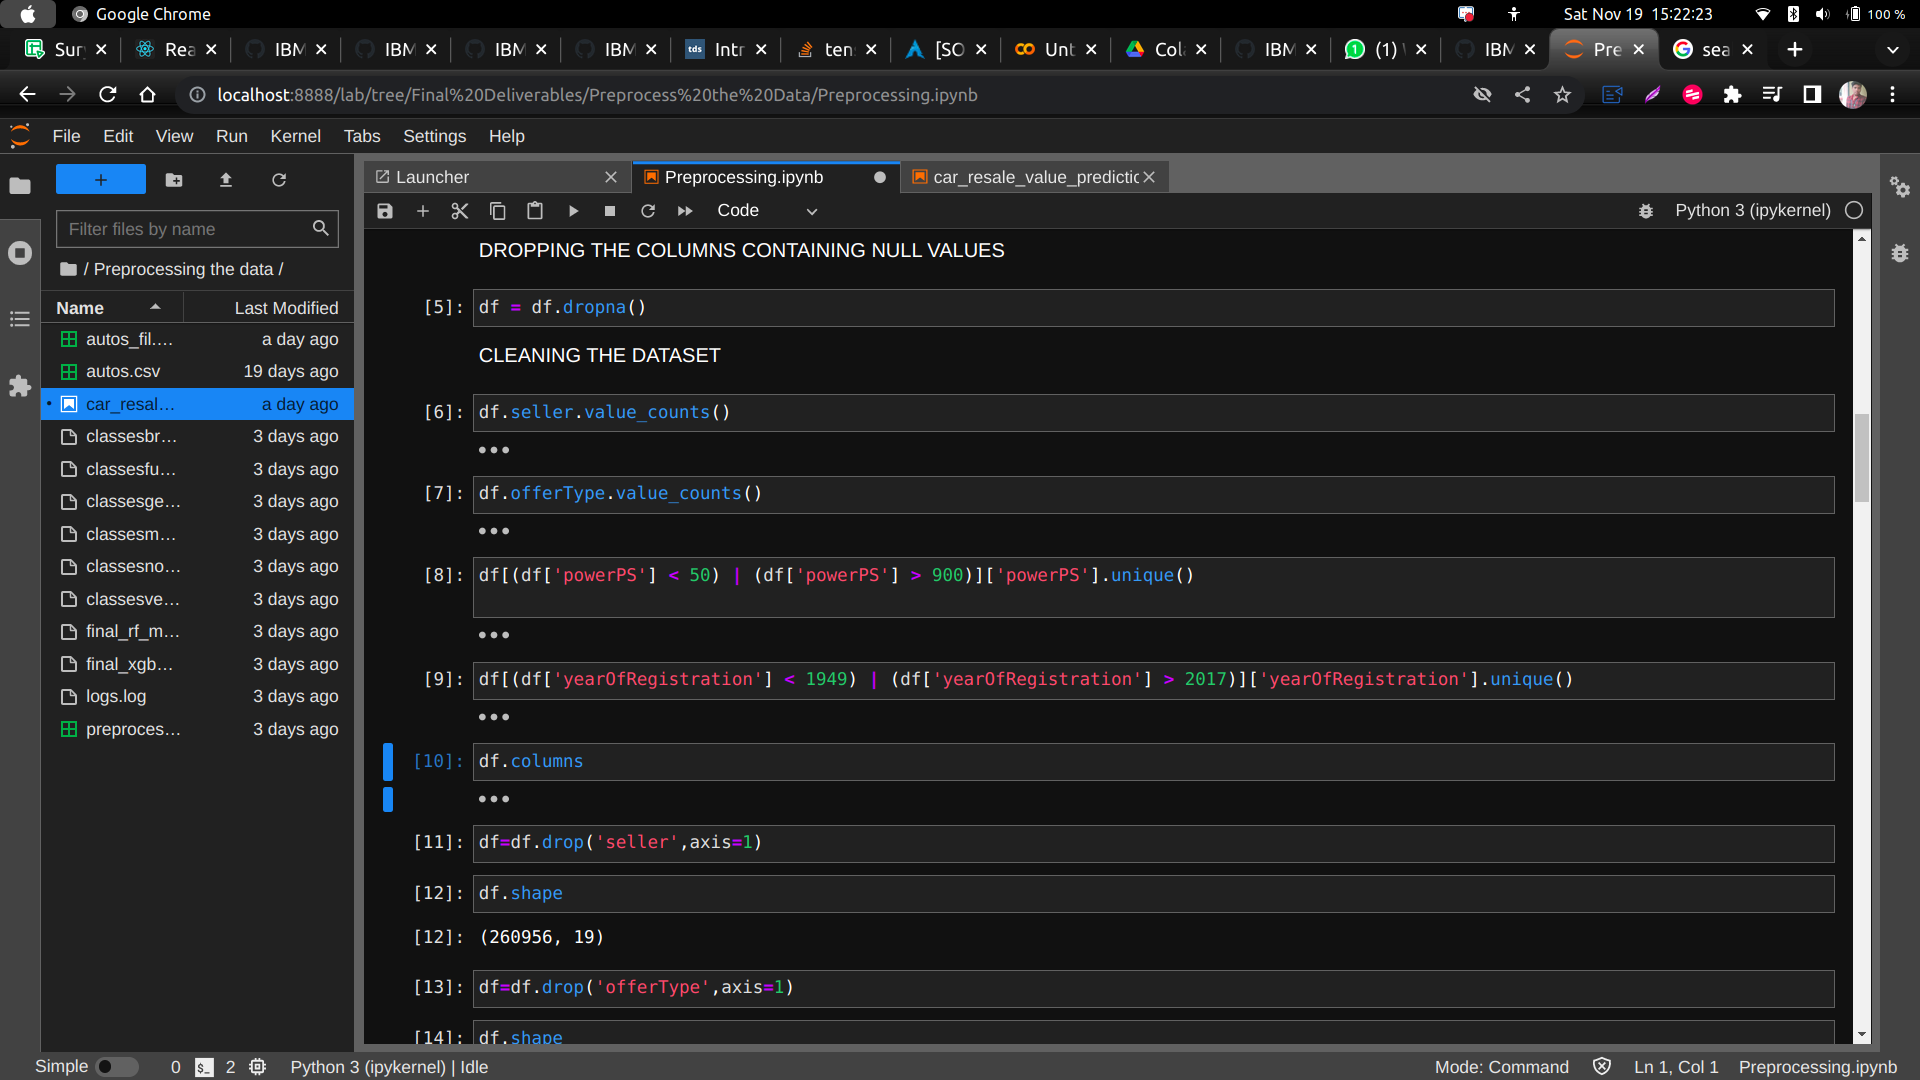 Google Chrome
Sat Nov 19 15:22:23
100 %
Sur
Rea
IBM
IBM
IBM
IBM
tds Intr
ten
[SO
Unt
Col
IBM
(1)
IBM
Pre
sea
localhost:8888/lab/tree/Final%20Deliverables/Preprocess%20the%20Data/Preprocessing.ipynb
File Edit View Run Kernel Tabs Settings Help
Launcher
Preprocessing.ipynb
car_resale_value_predictic
Code
Python 3 (ipykernel)
Filter files by name
/ Preprocessing the data /
Name Last Modified
autos_fil.... a day ago
autos.csv 19 days ago
car_resal... a day ago
classesbr... 3 days ago
classesfu... 3 days ago
classesge... 3 days ago
classesm... 3 days ago
classesno... 3 days ago
classesve... 3 days ago
final_rf_m... 3 days ago
final_xgb... 3 days ago
logs.log 3 days ago
preproces... 3 days ago
DROPPING THE COLUMNS CONTAINING NULL VALUES
[5]: df = df.dropna()
CLEANING THE DATASET
[6]: df.seller.value_counts()
[7]: df.offerType.value_counts()
[8]: df[(df['powerPS'] < 50) | (df['powerPS'] > 900)]['powerPS'].unique()
[9]: df[(df['yearOfRegistration'] < 1949) | (df['yearOfRegistration'] > 2017)]['yearOfRegistration'].unique()
[10]: df.columns
[11]: df=df.drop('seller',axis=1)
[12]: df.shape
[12]: (260956, 19)
[13]: df=df.drop('offerType',axis=1)
[14]: df.shape
Simple 0 2 Python 3 (ipykernel) | Idle
Mode: Command Ln 1, Col 1 Preprocessing.ipynb